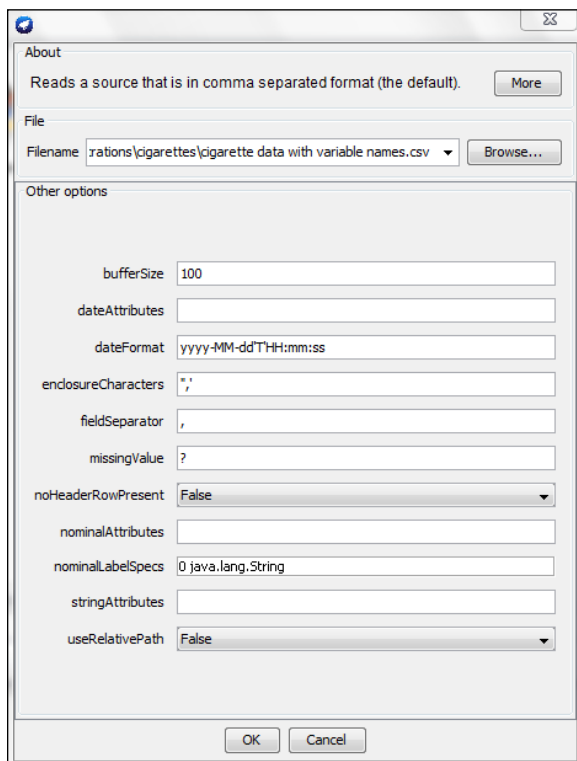 About
Reads a source that is in comma separated format (the default). More
File
Filename :rations\cigarettes\cigarette data with variable names.csv Browse...
Other options
bufferSize 100
dateAttributes
dateFormat yyyy-MM-dd'T'HH:mm:ss
enclosureCharacters ",'
fieldSeparator ,
missingValue ?
noHeaderRowPresent False
nominalAttributes
nominalLabelSpecs 0 java.lang.String
stringAttributes
useRelativePath False
OK Cancel